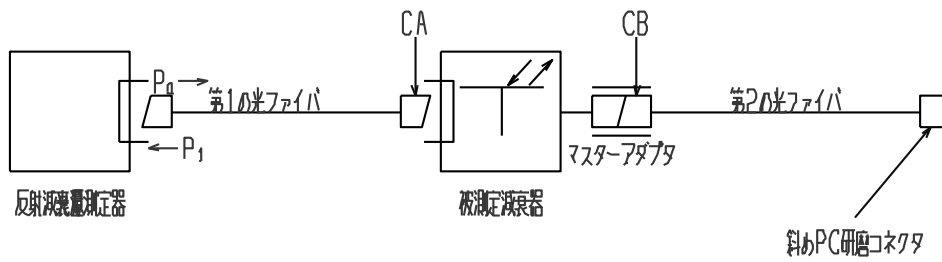 CA
CB
P₀
第1の光ファイバ
第2の光ファイバ
P₁
マスターアダプタ
反射減衰量測定器
被測定減衰器
斜めPC研磨コネクタ